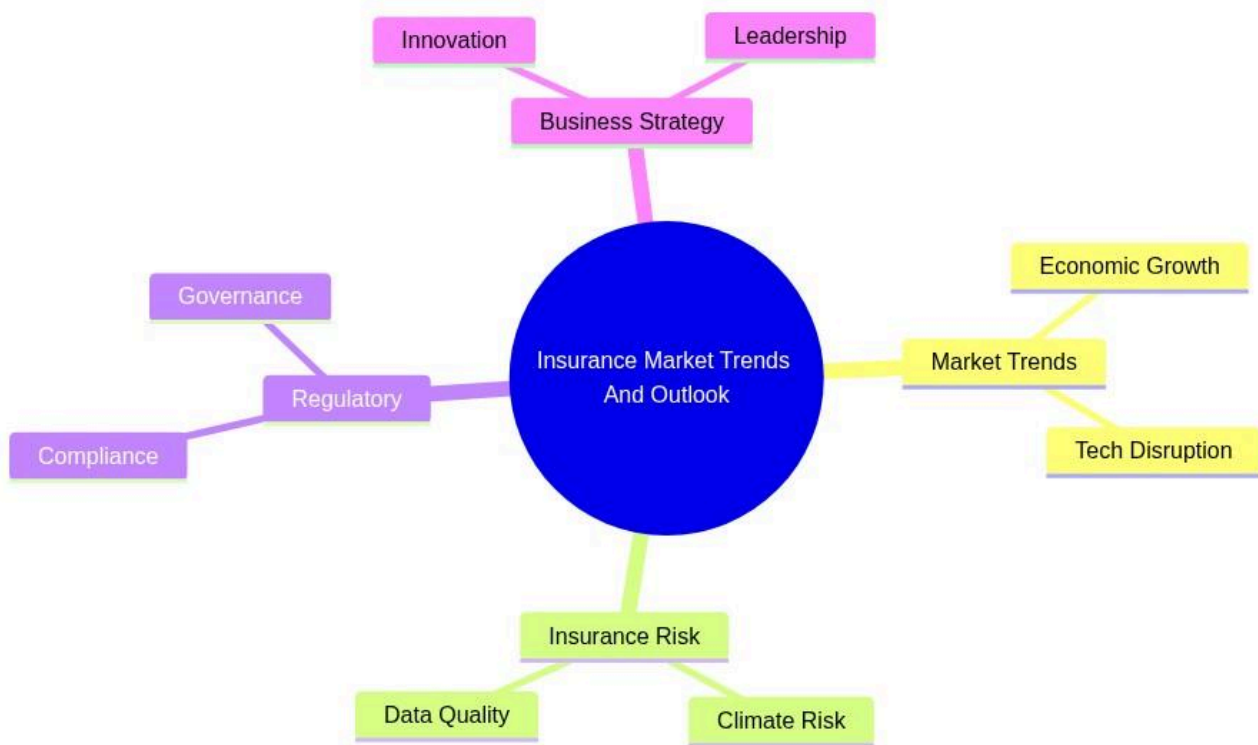 Innovation
Leadership
Business Strategy
Economic Growth
Governance
Market Trends
Insurance Market Trends
And Outlook
Regulatory
Tech Disruption
Compliance
Insurance Risk
Data Quality
Climate Risk